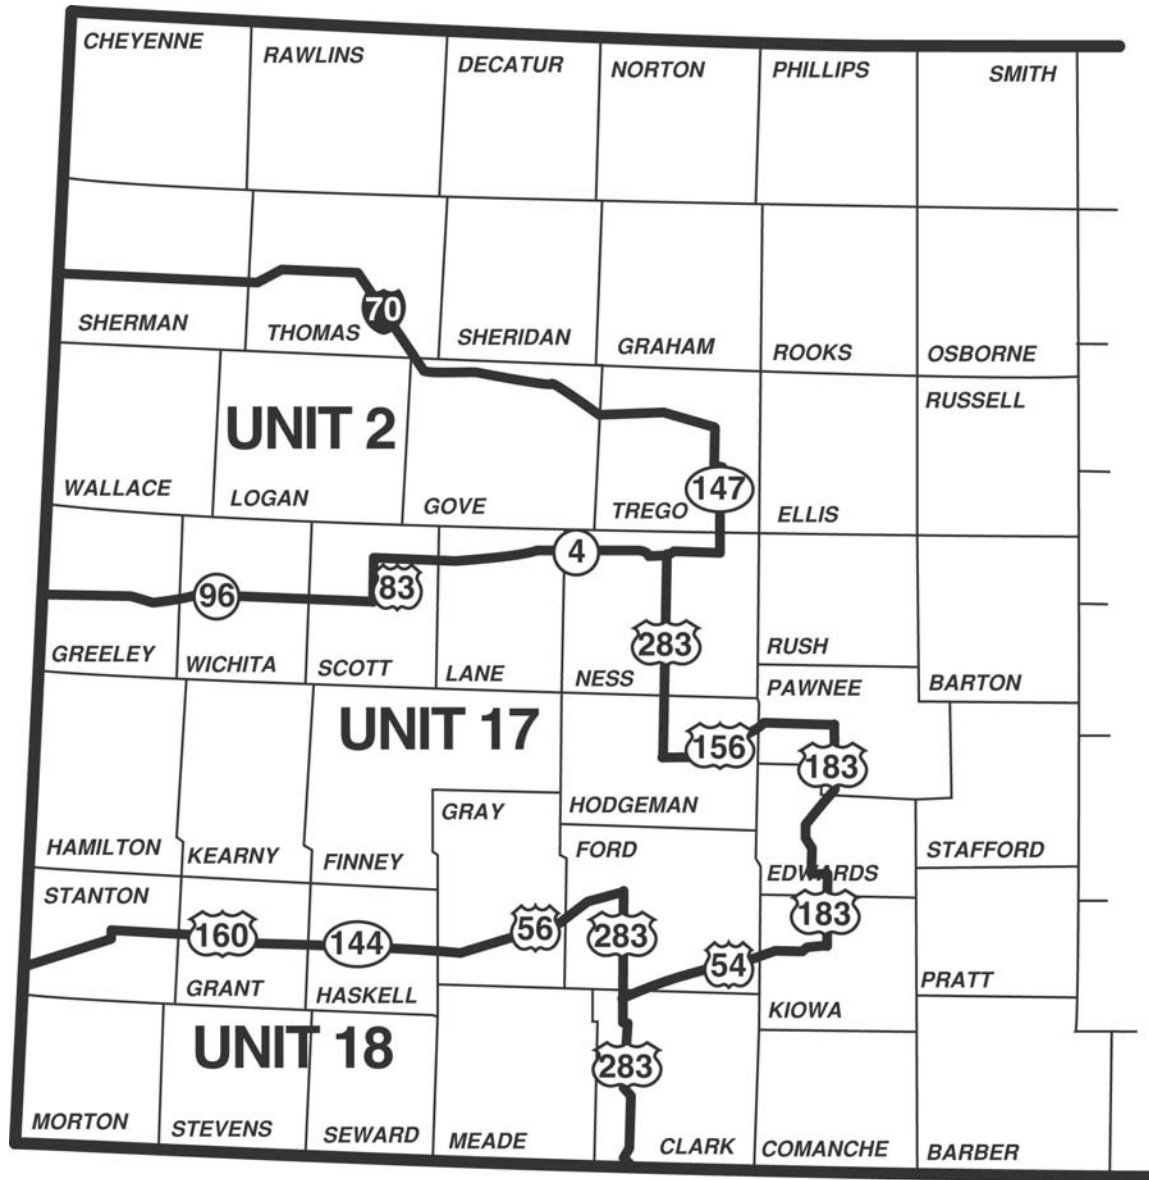 CHEYENNE
RAWLINS
DECATUR
NORTON
PHILLIPS
SMITH
70
SHERMAN
THOMAS
SHERIDAN
GRAHAM
ROOKS
OSBORNE
RUSSELL
UNIT 2
WALLACE
LOGAN
GOVE
TREGO
147
ELLIS
4
96
83
GREELEY
WICHITA
SCOTT
LANE
NESS
283
RUSH
PAWNEE
BARTON
UNIT 17
156
183
GRAY
HODGEMAN
HAMILTON
KEARNY
FINNEY
FORD
EDWARDS
STAFFORD
STANTON
160
144
56
283
183
54
GRANT
HASKELL
KIOWA
PRATT
UNIT 18
283
MORTON
STEVENS
SEWARD
MEADE
CLARK
COMANCHE
BARBER